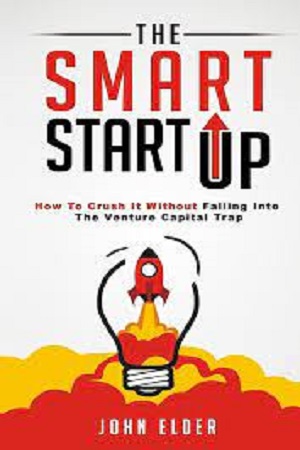 THE
SMART
START UP
How To Crush It Without Falling Into
The Venture Capital Trap
JOHN ELDER